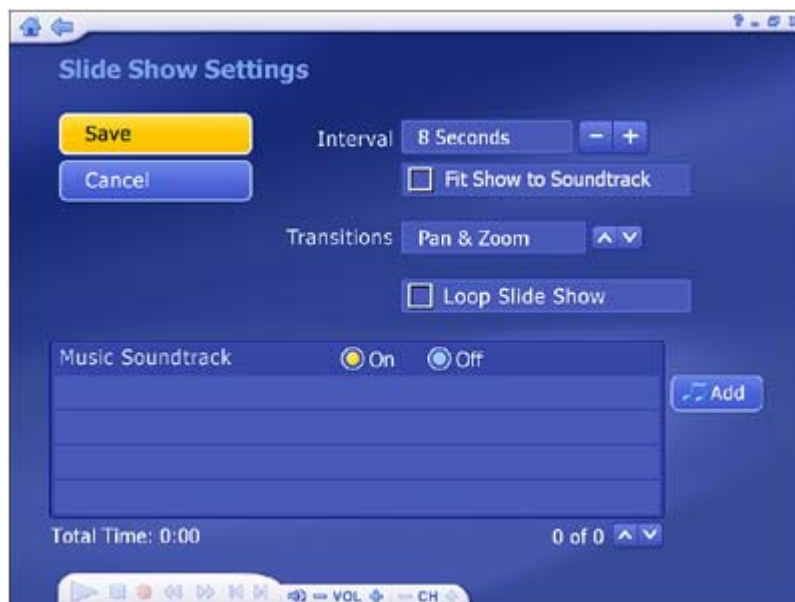 Slide Show Settings
Save
Interval 8 Seconds − +
Cancel
Fit Show to Soundtrack
Transitions Pan & Zoom
Loop Slide Show
Music Soundtrack On Off
Add
Total Time: 0:00 0 of 0
− VOL + − CH +